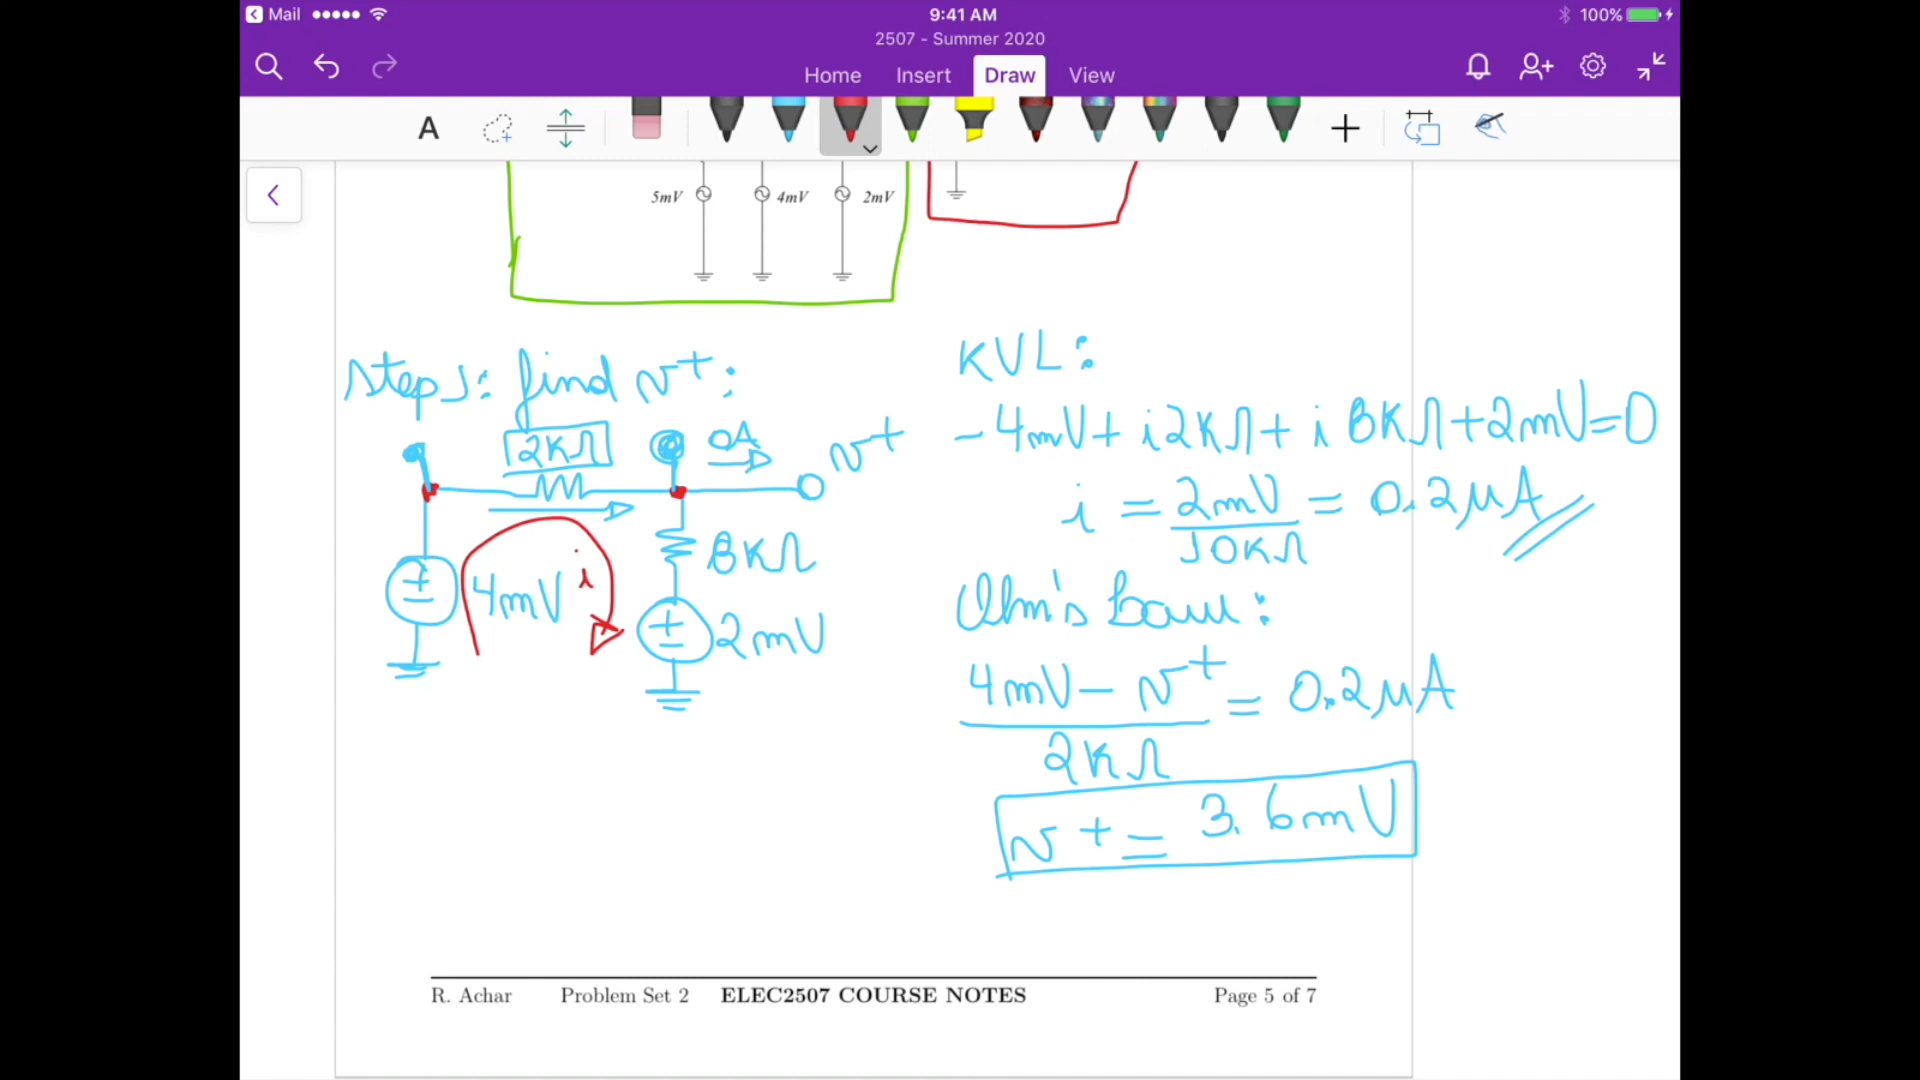 Mail 9:41 AM 100%
2507 - Summer 2020
Home Insert Draw View
A
5mV 4mV 2mV
Step 1: find v+:
2KΩ 0A v+
4mV i 8KΩ
2mV
KVL:
-4mV + i2KΩ + i 8KΩ + 2mV = 0
i = 2mV = 0.2μA
10KΩ
Ohm's Law:
4mV - v+ = 0.2μA
2KΩ
v+ = 3.6mV
R. Achar Problem Set 2 ELEC2507 COURSE NOTES Page 5 of 7